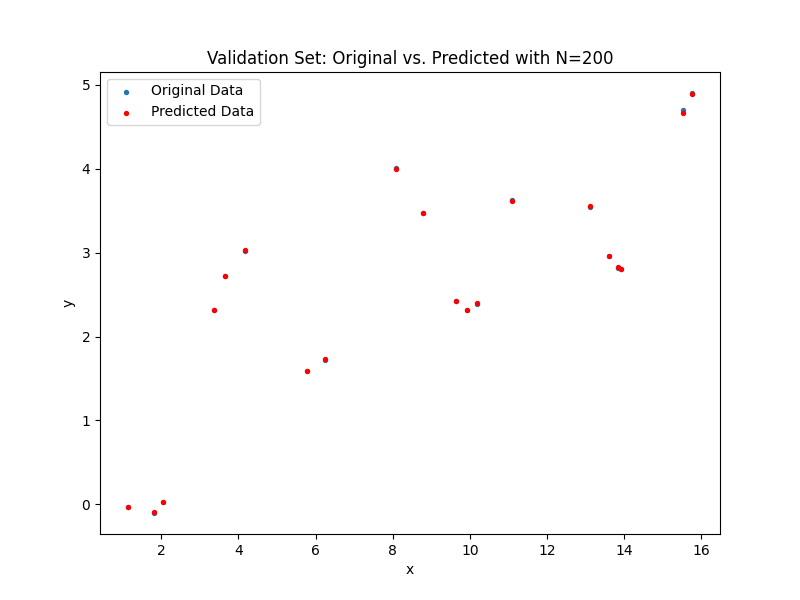 Validation Set: Original vs. Predicted with N=200
Original Data
Predicted Data
5
4
3
2
1
0
y
2 4 6 8 10 12 14 16
x